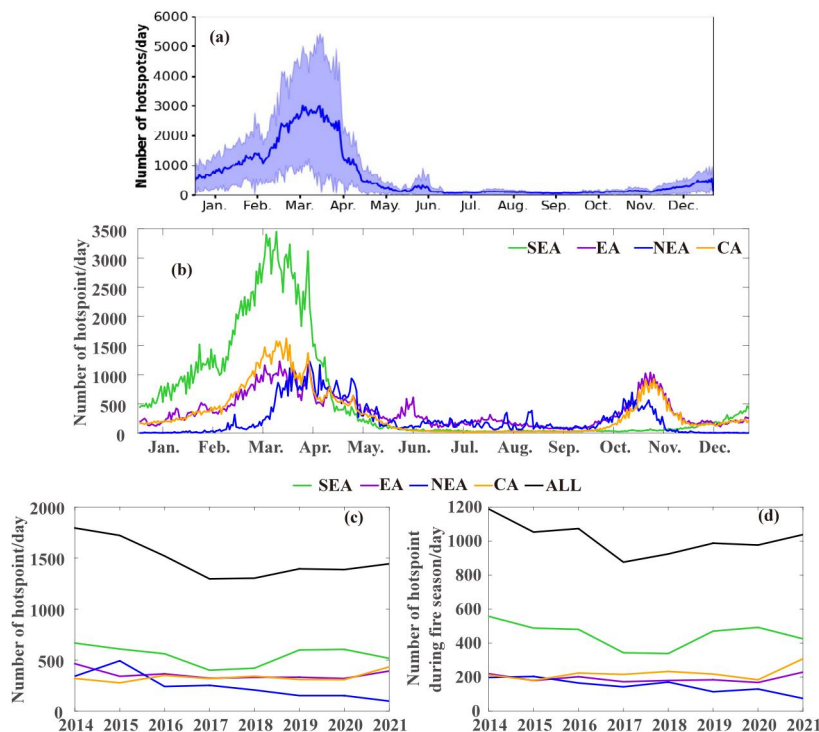 (a)
Number of hotspots/day
6000
5000
4000
3000
2000
1000
0
Jan. Feb. Mar. Apr. May. Jun. Jul. Aug. Sep. Oct. Nov. Dec.
(b)
SEA EA NEA CA
Number of hotspoint/day
3500
3000
2500
2000
1500
1000
500
0
Jan. Feb. Mar. Apr. May. Jun. Jul. Aug. Sep. Oct. Nov. Dec.
SEA EA NEA CA ALL
(c)
Number of hotspoint/day
2000
1500
1000
500
0
2014 2015 2016 2017 2018 2019 2020 2021
(d)
Number of hotspoint
during fire season/day
1200
1000
800
600
400
200
0
2014 2015 2016 2017 2018 2019 2020 2021